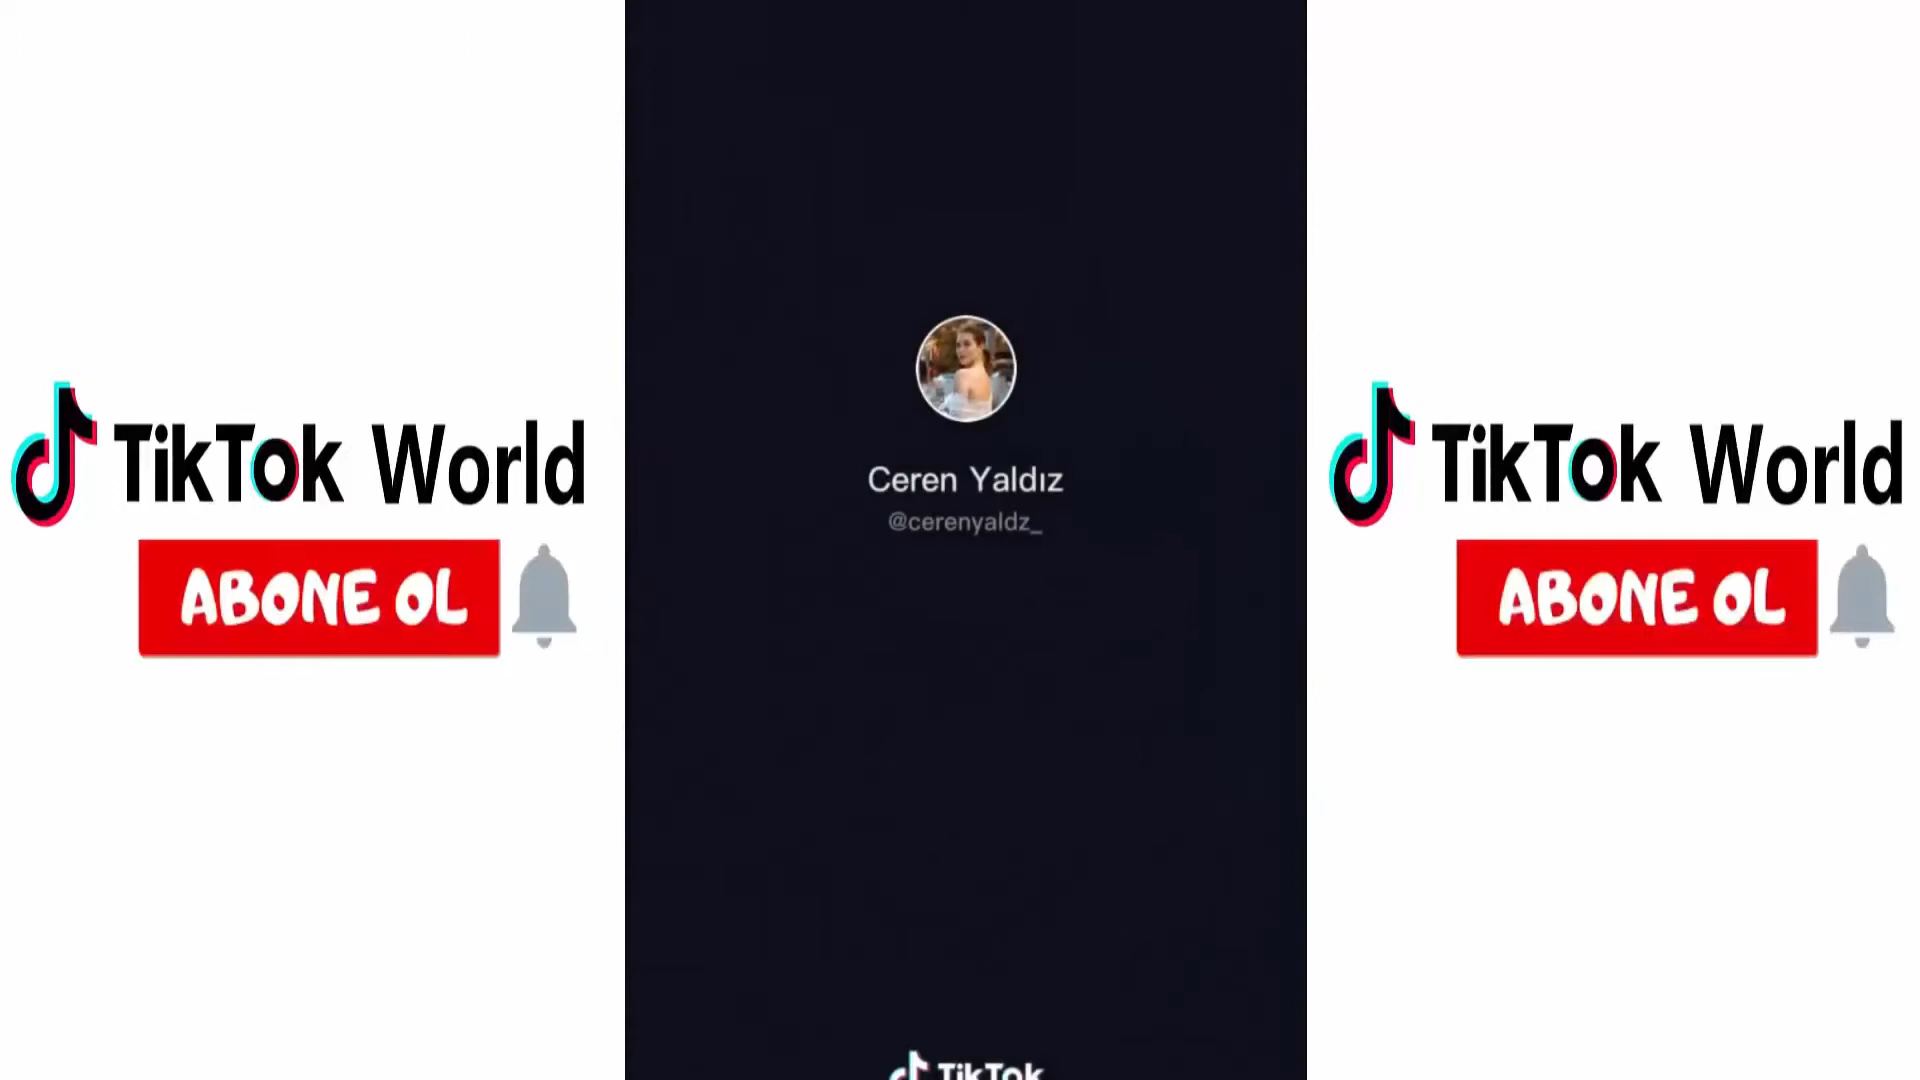 TikTok World
ABONE OL
Ceren Yaldız
@cerenyaldz_
TikTok
TikTok World
ABONE OL